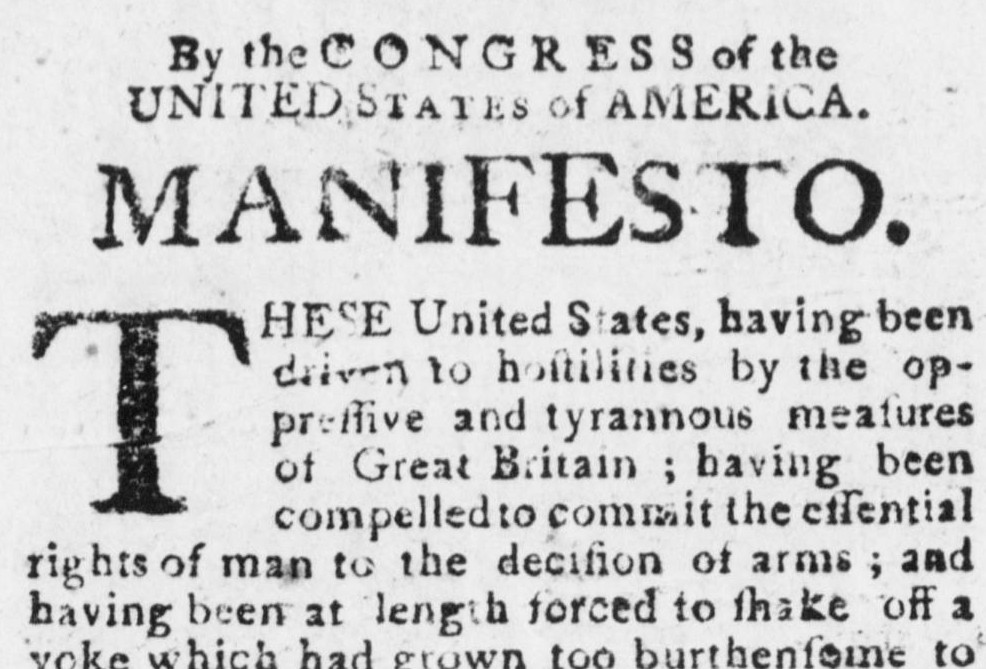 By the CONGRESS of the
UNITED STATES of AMERICA.
MANIFESTO.
THESE United States, having been
driven to hoſtilities by the op-
preſſive and tyrannous meaſures
of Great Britain ; having been
compelled to commit the eſſential
rights of man to the deciſion of arms ; and
having been at length forced to ſhake off a
yoke which had grown too burthenſome to